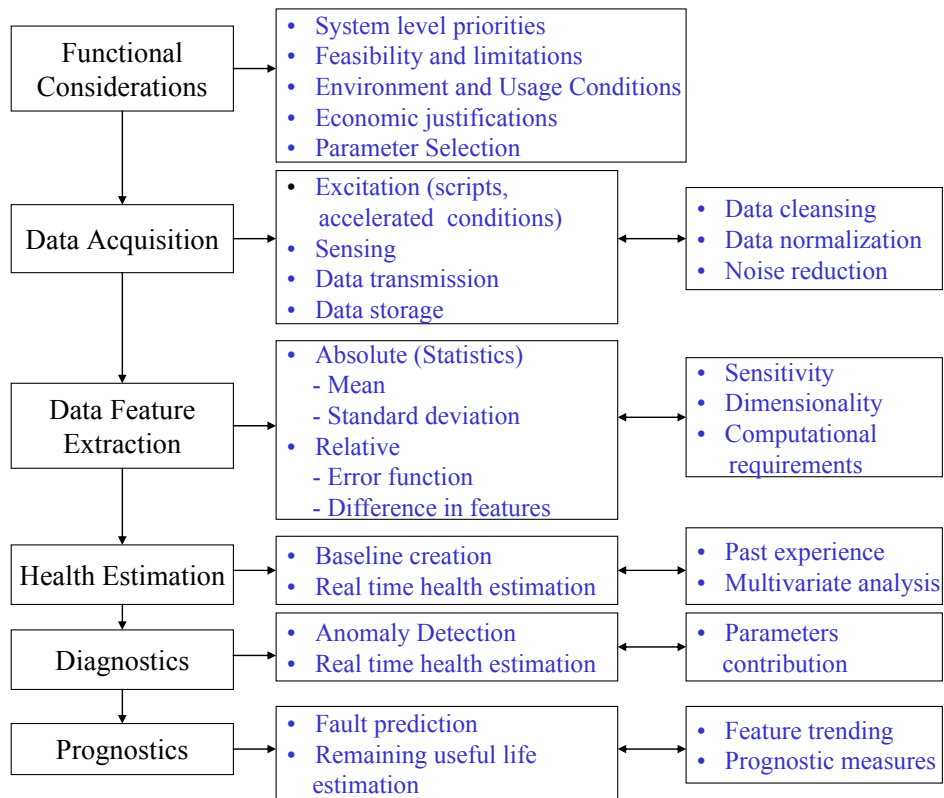 Functional
Considerations
• System level priorities
• Feasibility and limitations
• Environment and Usage Conditions
• Economic justifications
• Parameter Selection
Data Acquisition
• Excitation (scripts,
accelerated conditions)
• Sensing
• Data transmission
• Data storage
• Data cleansing
• Data normalization
• Noise reduction
Data Feature
Extraction
• Absolute (Statistics)
- Mean
- Standard deviation
• Relative
- Error function
- Difference in features
• Sensitivity
• Dimensionality
• Computational
requirements
Health Estimation
• Baseline creation
• Real time health estimation
• Past experience
• Multivariate analysis
Diagnostics
• Anomaly Detection
• Real time health estimation
• Parameters
contribution
Prognostics
• Fault prediction
• Remaining useful life
estimation
• Feature trending
• Prognostic measures